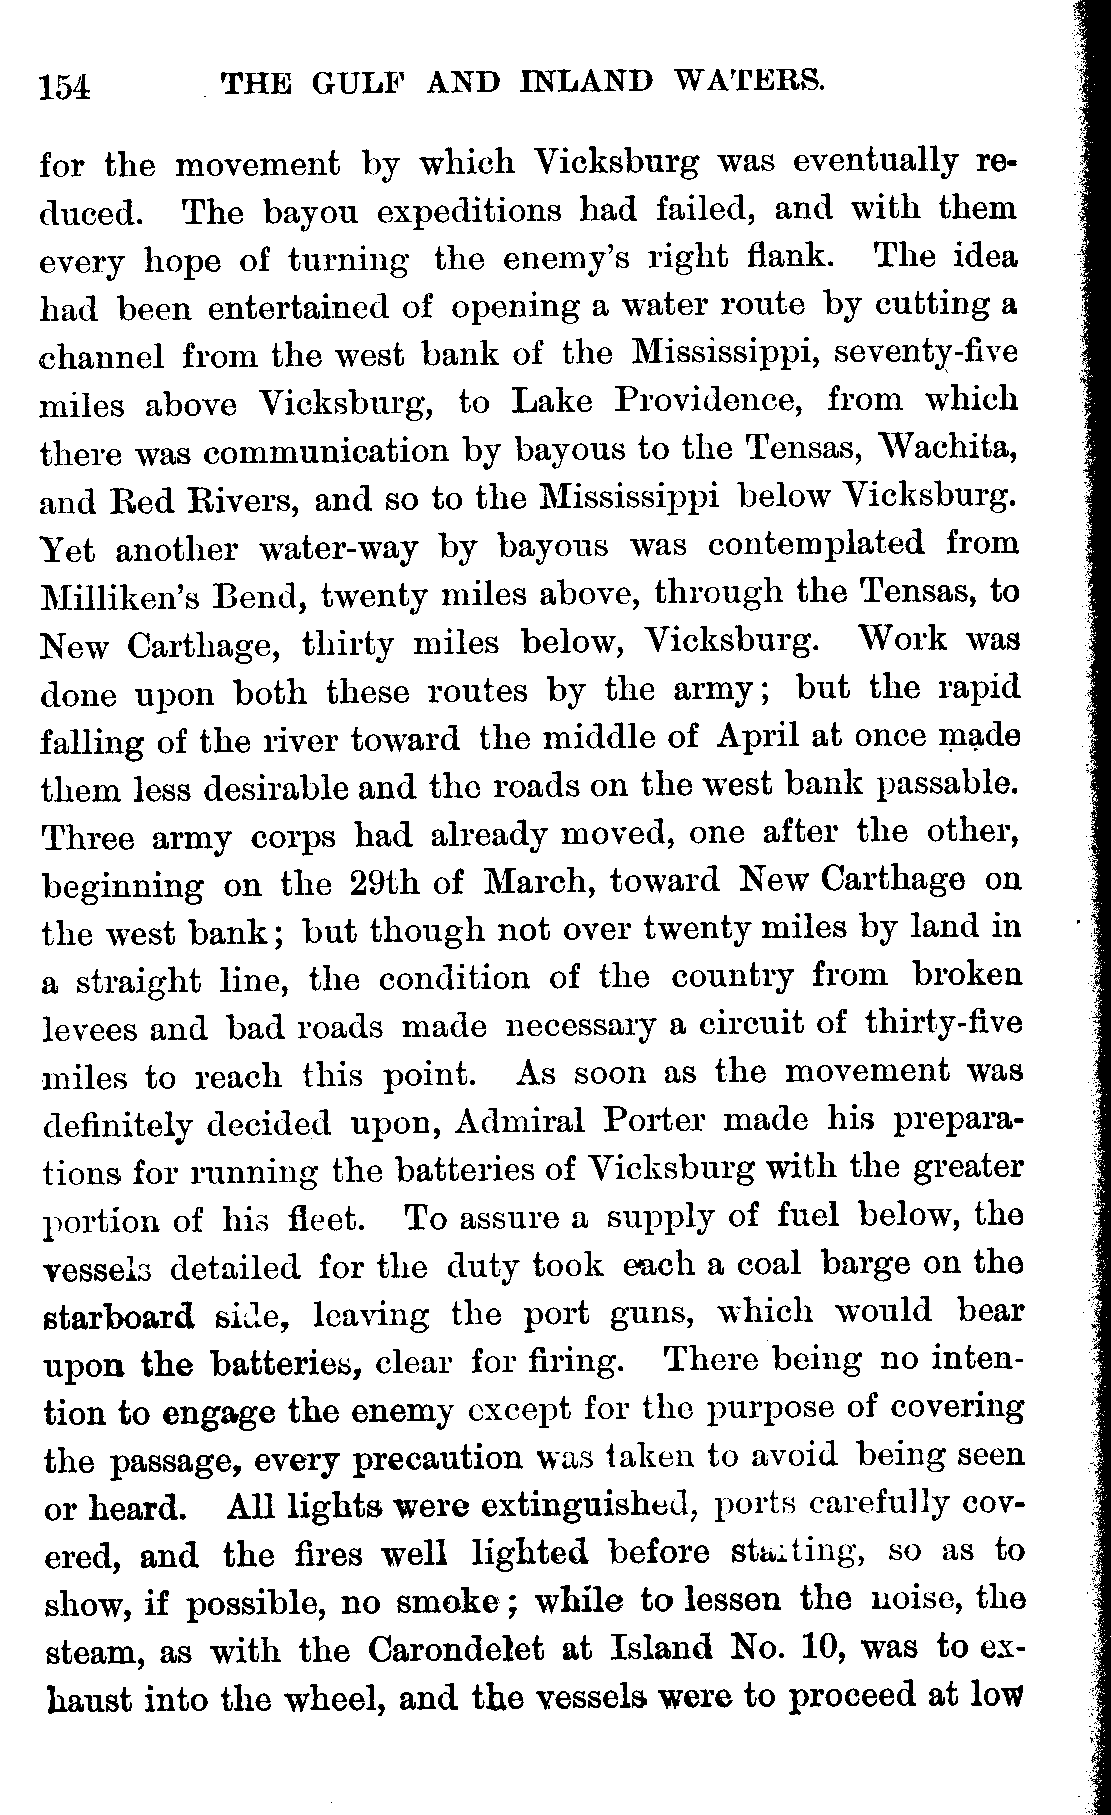 154 THE GULF AND INLAND WATERS.
for the movement by which Vicksburg was eventually re-
duced. The bayou expeditions had failed, and with them
every hope of turning the enemy's right flank. The idea
had been entertained of opening a water route by cutting a
channel from the west bank of the Mississippi, seventy-five
miles above Vicksburg, to Lake Providence, from which
there was communication by bayous to the Tensas, Wachita,
and Red Rivers, and so to the Mississippi below Vicksburg.
Yet another water-way by bayous was contemplated from
Milliken's Bend, twenty miles above, through the Tensas, to
New Carthage, thirty miles below, Vicksburg. Work was
done upon both these routes by the army; but the rapid
falling of the river toward the middle of April at once made
them less desirable and the roads on the west bank passable.
Three army corps had already moved, one after the other,
beginning on the 29th of March, toward New Carthage on
the west bank; but though not over twenty miles by land in
a straight line, the condition of the country from broken
levees and bad roads made necessary a circuit of thirty-five
miles to reach this point. As soon as the movement was
definitely decided upon, Admiral Porter made his prepara-
tions for running the batteries of Vicksburg with the greater
portion of his fleet. To assure a supply of fuel below, the
vessels detailed for the duty took each a coal barge on the
starboard side, leaving the port guns, which would bear
upon the batteries, clear for firing. There being no inten-
tion to engage the enemy except for the purpose of covering
the passage, every precaution was taken to avoid being seen
or heard. All lights were extinguished, ports carefully cov-
ered, and the fires well lighted before starting, so as to
show, if possible, no smoke; while to lessen the noise, the
steam, as with the Carondelet at Island No. 10, was to ex-
haust into the wheel, and the vessels were to proceed at low